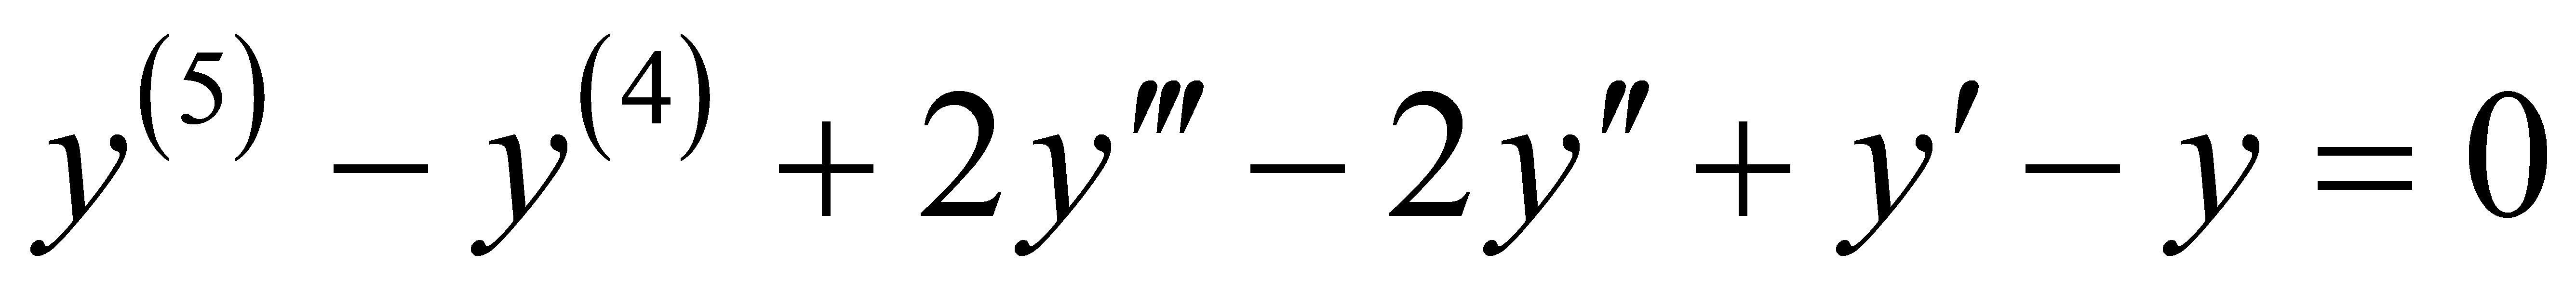 y⁽⁵⁾ − y⁽⁴⁾ + 2y‴ − 2y″ + y′ − y = 0